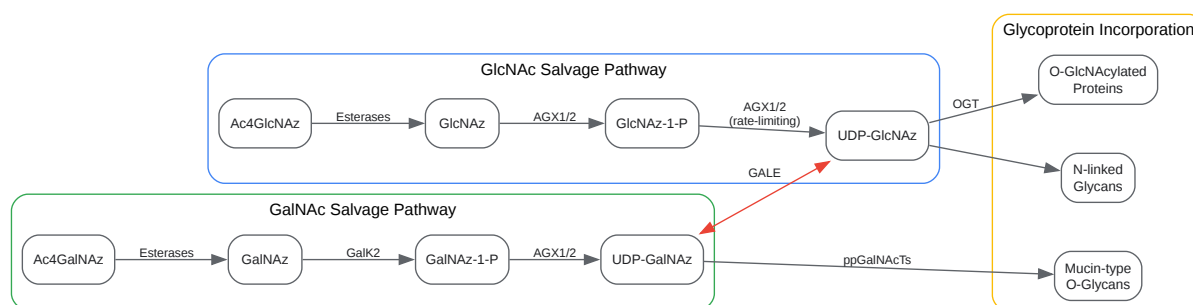 Glycoprotein Incorporation
GlcNAc Salvage Pathway
O-GlcNAcylated
Proteins
OGT
AGX1/2
(rate-limiting)
Ac4GlcNAz
Esterases
GlcNAz
AGX1/2
GlcNAz-1-P
UDP-GlcNAz
GALE
N-linked
Glycans
GalNAc Salvage Pathway
Ac4GalNAz
Esterases
GalNAz
GalK2
GalNAz-1-P
AGX1/2
UDP-GalNAz
ppGalNAcTs
Mucin-type
O-Glycans